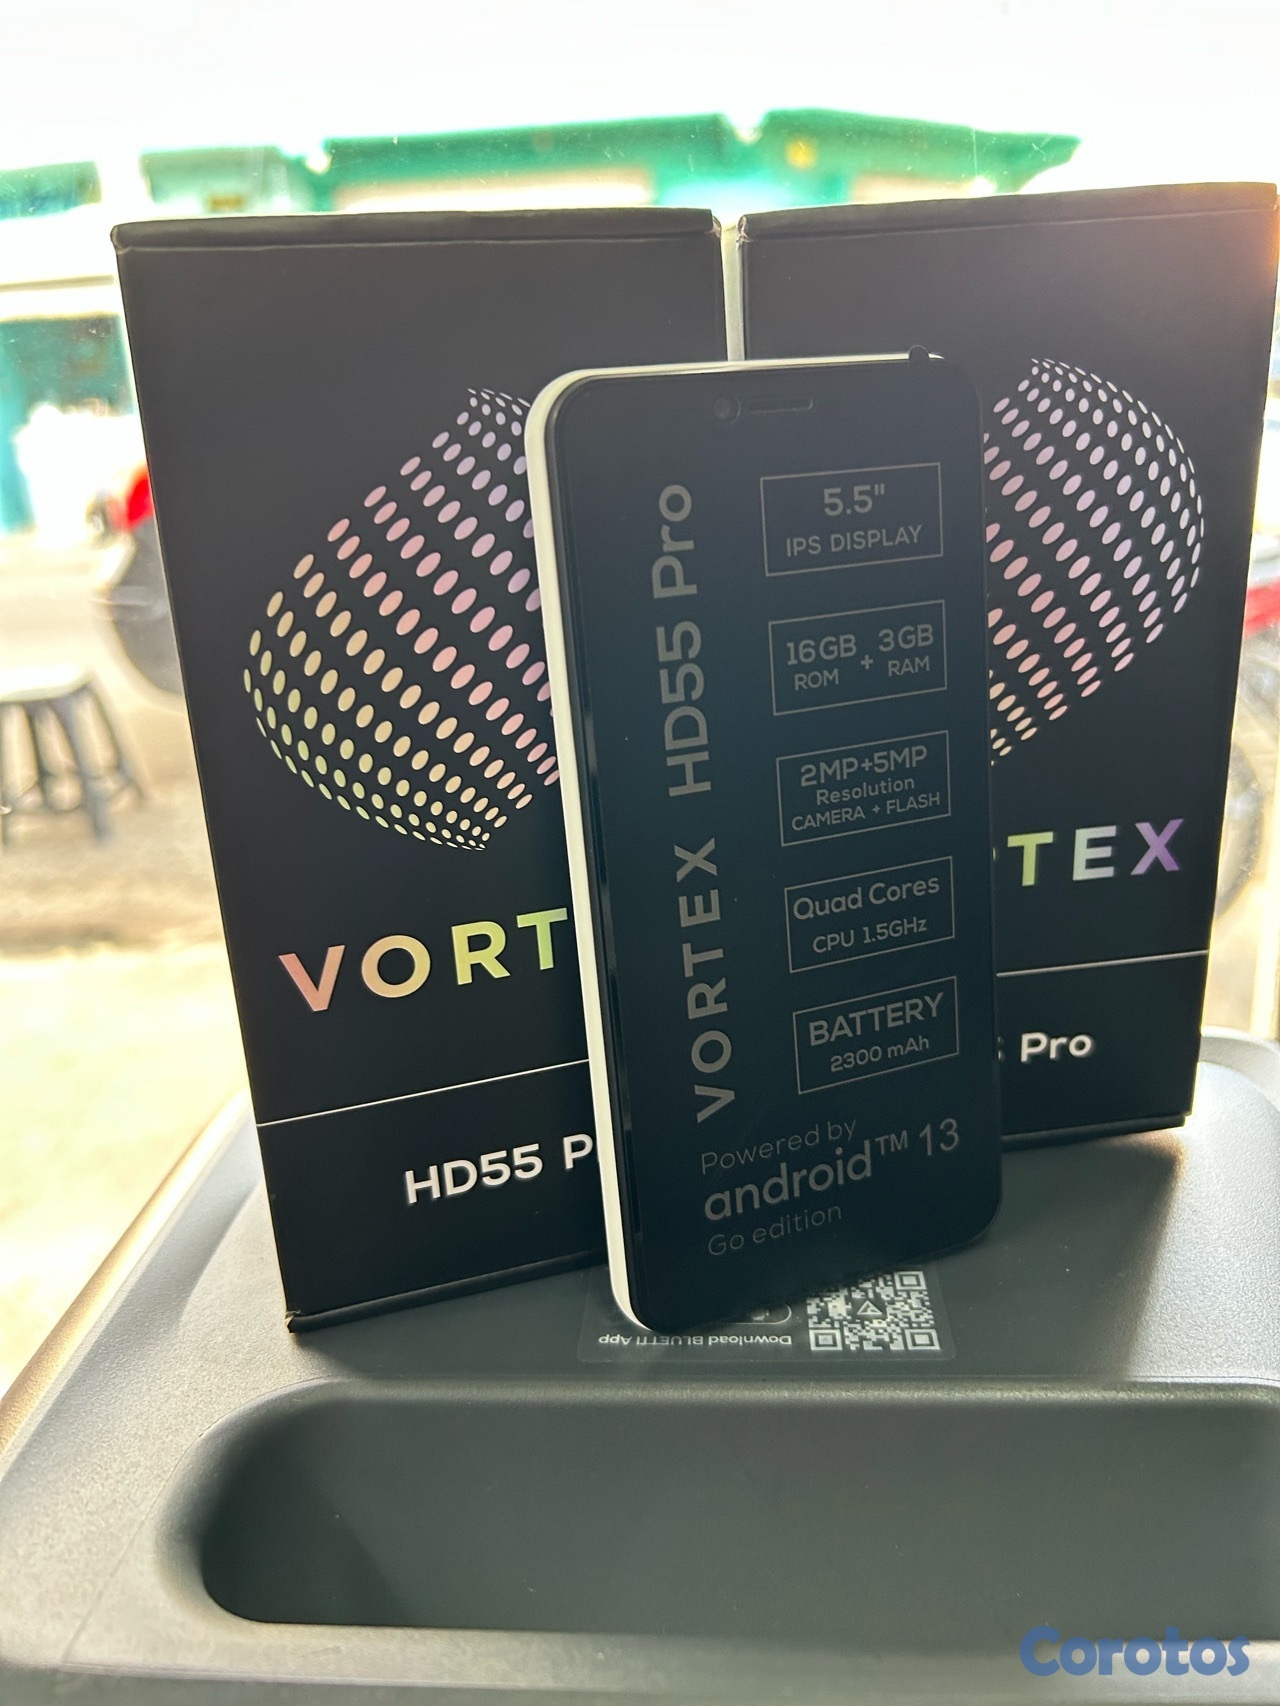 VORT
HD55 P
VORTEX HD55 Pro
5.5"
IPS DISPLAY
16GB + 3GB
ROM RAM
2MP+5MP
Resolution
CAMERA + FLASH
Quad Cores
CPU 1.5GHz
BATTERY
2300 mAh
Powered by
android™ 13
Go edition
TEX
Pro
Download BLUETTI App
Corotos